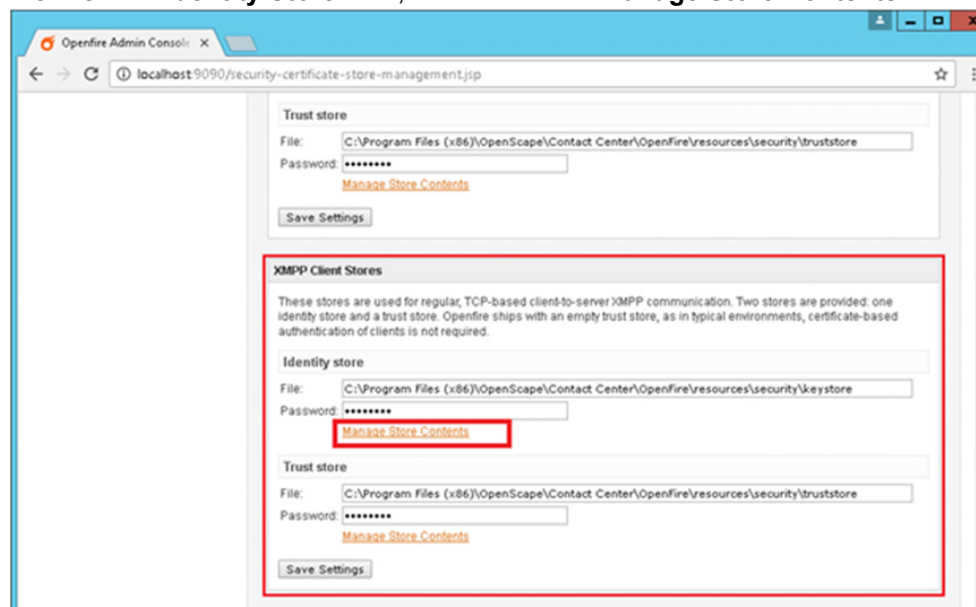 Openfire Admin Console
localhost:9090/security-certificate-store-management.jsp
Trust store
File: C:\Program Files (x86)\OpenScape\Contact Center\OpenFire\resources\security\truststore
Password: ••••••••
Manage Store Contents
Save Settings
XMPP Client Stores
These stores are used for regular, TCP-based client-to-server XMPP communication. Two stores are provided: one
identity store and a trust store. Openfire ships with an empty trust store, as in typical environments, certificate-based
authentication of clients is not required.
Identity store
File: C:\Program Files (x86)\OpenScape\Contact Center\OpenFire\resources\security\keystore
Password: ••••••••
Manage Store Contents
Trust store
File: C:\Program Files (x86)\OpenScape\Contact Center\OpenFire\resources\security\truststore
Password: ••••••••
Manage Store Contents
Save Settings